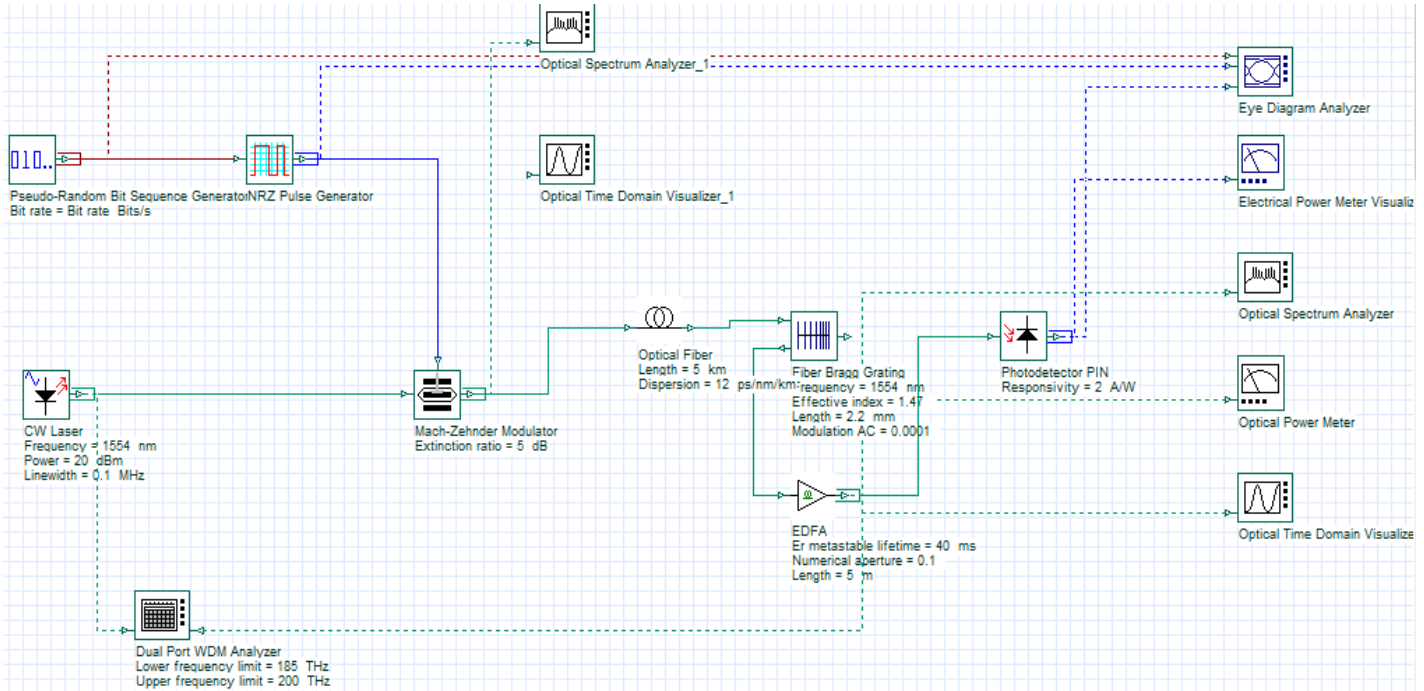 Optical Spectrum Analyzer_1
Eye Diagram Analyzer
010..
Pseudo-Random Bit Sequence Generator
Bit rate = Bit rate  Bits/s
NRZ Pulse Generator
Optical Time Domain Visualizer_1
Electrical Power Meter Visualiz
Optical Spectrum Analyzer
Optical Fiber
Length = 5  km
Dispersion = 12  ps/nm/km
Fiber Bragg Grating
requency = 1554  nm
Effective index = 1.47
Length = 2.2  mm
Modulation AC = 0.0001
Photodetector PIN
Responsivity = 2  A/W
CW Laser
Frequency = 1554  nm
Power = 20  dBm
Linewidth = 0.1  MHz
Mach-Zehnder Modulator
Extinction ratio = 5  dB
Optical Power Meter
EDFA
Er metastable lifetime = 40  ms
Numerical aperture = 0.1
Length = 5  m
Optical Time Domain Visualize
Dual Port WDM Analyzer
Lower frequency limit = 185  THz
Upper frequency limit = 200  THz